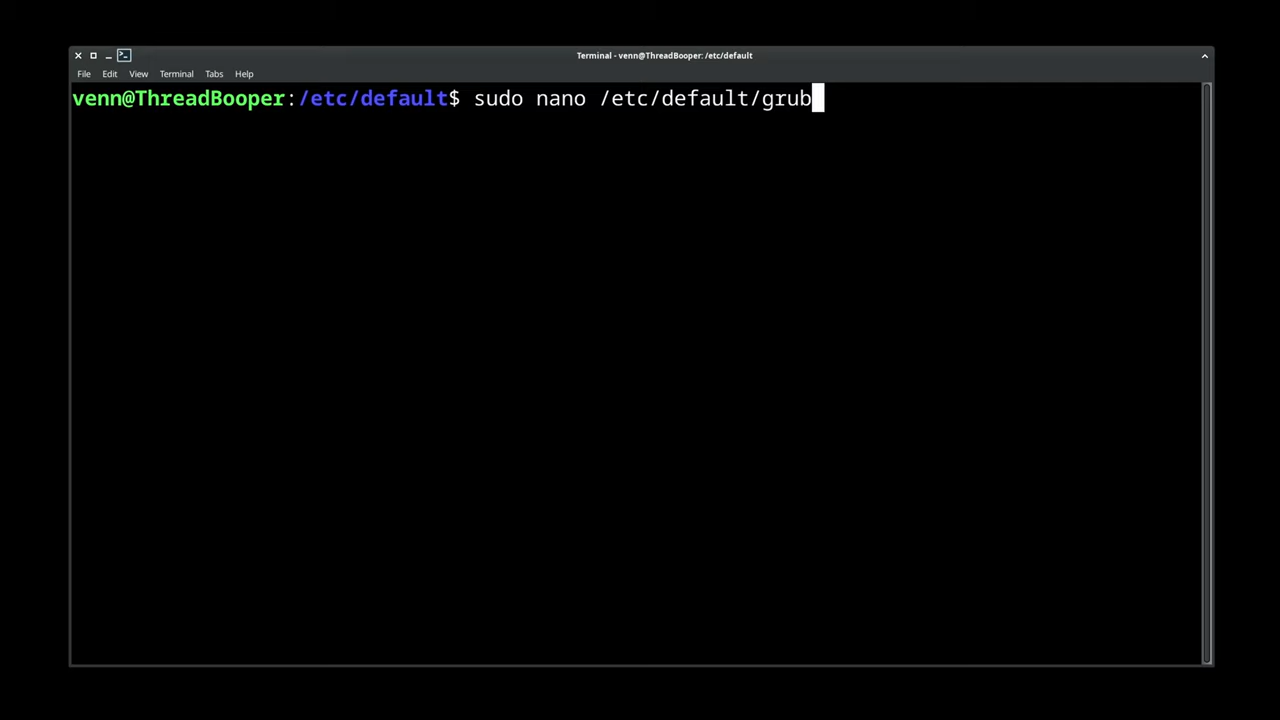 Terminal - venn@ThreadBooper: /etc/default
File Edit View Terminal Tabs Help
venn@ThreadBooper:/etc/default$ sudo nano /etc/default/grub